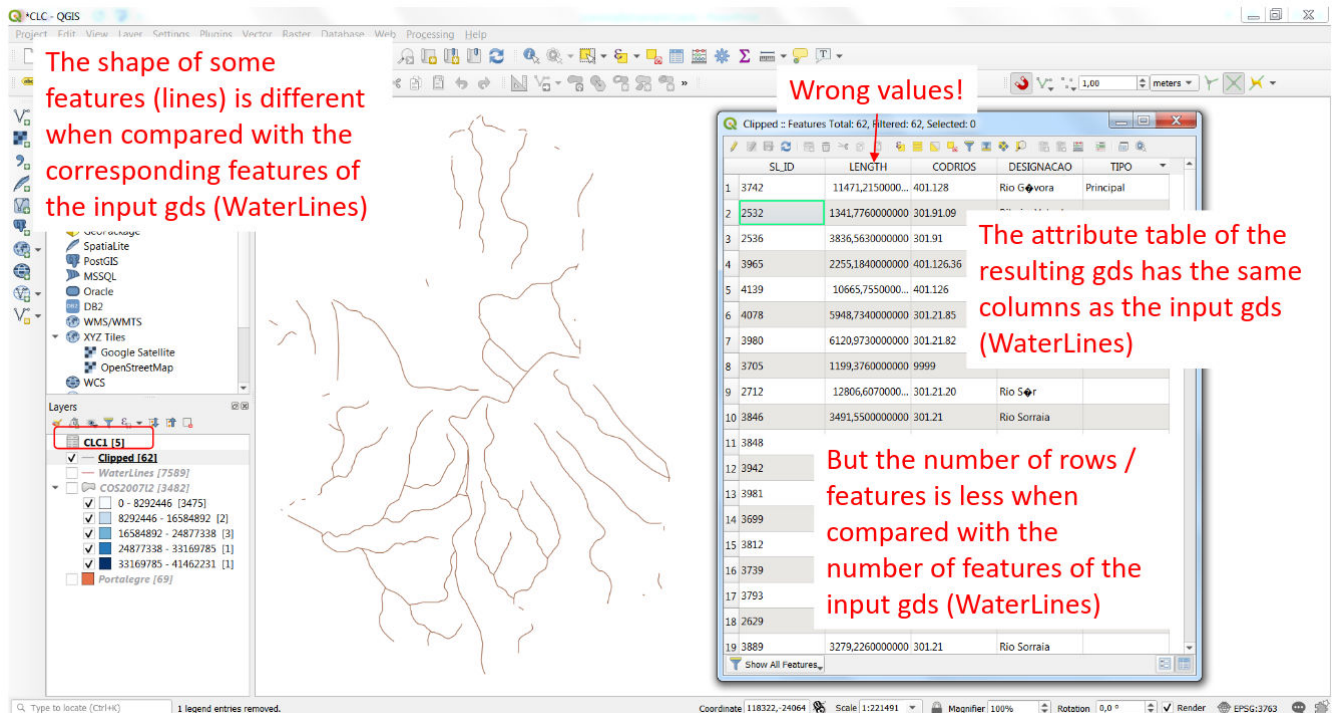 *CLC - QGIS
Project Edit View Layer Settings Plugins Vector Raster Database Web Processing Help
The shape of some
features (lines) is different
when compared with the
corresponding features of
the input gds (WaterLines)
1,00 meters
Wrong values!
GeoPackage
SpatiaLite
PostGIS
MSSQL
Oracle
DB2
WMS/WMTS
XYZ Tiles
Google Satellite
OpenStreetMap
WCS
Layers
CLC1 [5]
Clipped [62]
WaterLines [7589]
COS2007l2 [3482]
0 - 8292446 [3475]
8292446 - 16584892 [2]
16584892 - 24877338 [3]
24877338 - 33169785 [1]
33169785 - 41462231 [1]
Portalegre [69]
Clipped :: Features Total: 62, Filtered: 62, Selected: 0
SL_ID LENGTH CODRIOS DESIGNACAO TIPO
1 3742 11471,2150000... 401.128 Rio G�vora Principal
2 2532 1341,7760000000 301.91.09
3 2536 3836,5630000000 301.91
4 3965 2255,1840000000 401.126.36
5 4139 10665,7550000... 401.126
6 4078 5948,7340000000 301.21.85
7 3980 6120,9730000000 301.21.82
8 3705 1199,3760000000 9999
9 2712 12806,6070000... 301.21.20 Rio S�r
10 3846 3491,5500000000 301.21 Rio Sorraia
11 3848
12 3942
13 3981
14 3699
15 3812
16 3739
17 3793
18 2629
19 3889 3279,2260000000 301.21 Rio Sorraia
The attribute table of the
resulting gds has the same
columns as the input gds
(WaterLines)
But the number of rows /
features is less when
compared with the
number of features of the
input gds (WaterLines)
Show All Features
Type to locate (Ctrl+K) 1 legend entries removed. Coordinate 118322,-24064 Scale 1:221491 Magnifier 100% Rotation 0,0 ° Render EPSG:3763